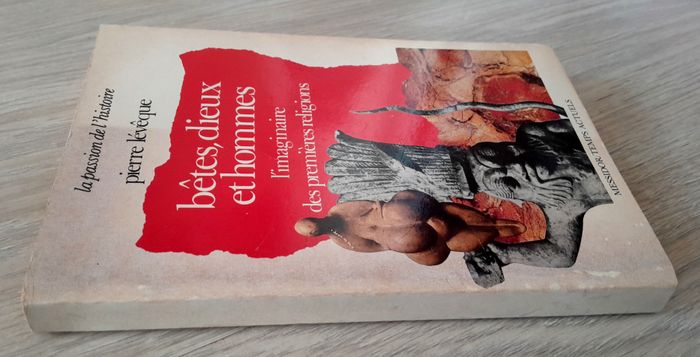 la passion de l'histoire
pierre lévêque
bêtes, dieux
et hommes
l'imaginaire
des premières religions
MESSIDOR/TEMPS ACTUELS